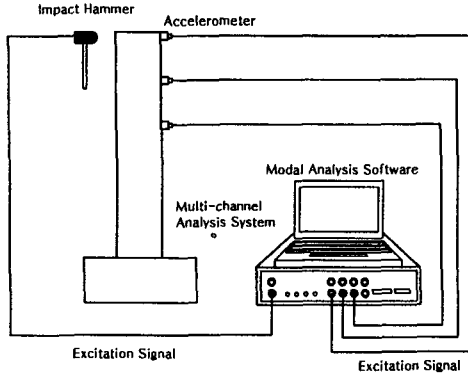 Impact Hammer
Accelerometer
Modal Analysis Software
Multi-channel
Analysis System
Excitation Signal
Excitation Signal